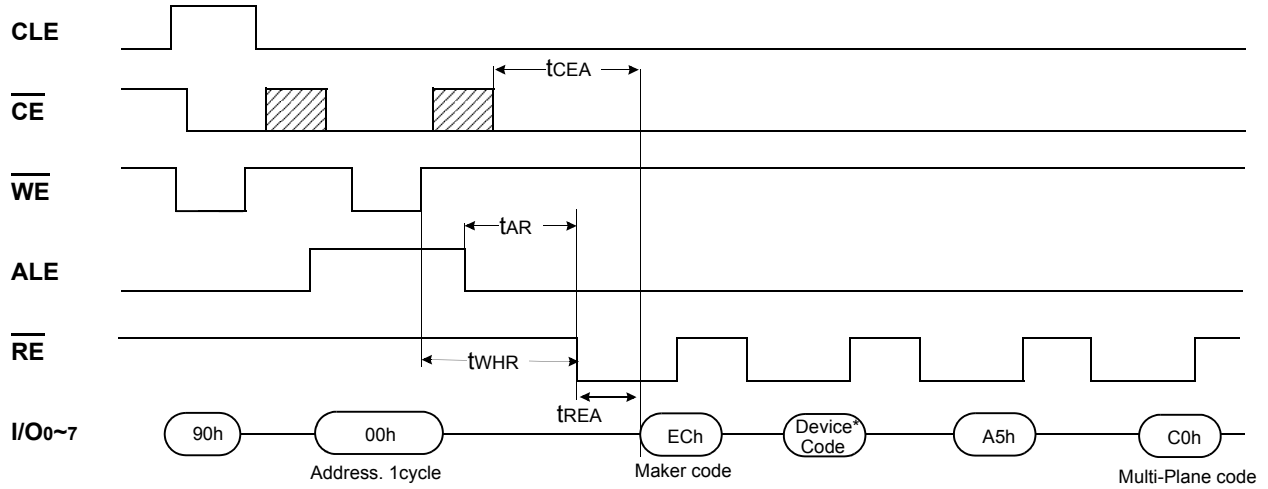 CLE
tCEA
CE
WE
tAR
ALE
RE
tWHR
tREA
I/O0~7
90h
00h
ECh
Device*
Code
A5h
C0h
Address. 1cycle
Maker code
Multi-Plane code